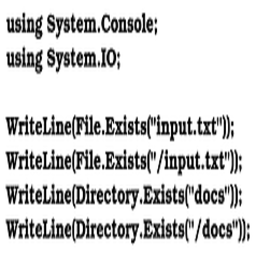 using System.Console;
using System.IO;

WriteLine(File.Exists("input.txt"));
WriteLine(File.Exists("/input.txt"));
WriteLine(Directory.Exists("docs"));
WriteLine(Directory.Exists("/docs"));